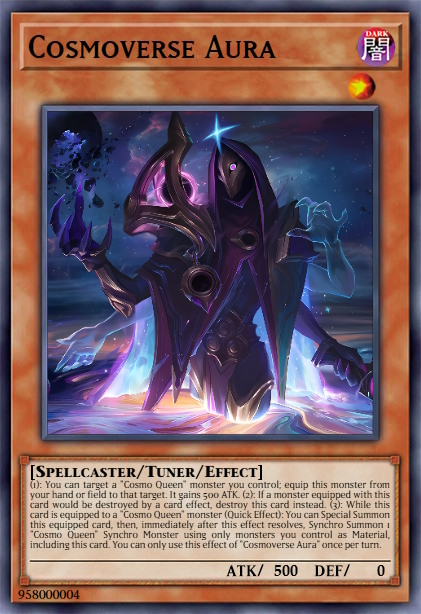 COSMOVERSE AURA
DARK
闇
[SPELLCASTER/TUNER/EFFECT]
(1): You can target a "Cosmo Queen" monster you control; equip this monster from
your hand or field to that target. It gains 500 ATK. (2): If a monster equipped with this
card would be destroyed by a card effect, destroy this card instead. (3): While this
card is equipped to a "Cosmo Queen" monster (Quick Effect): You can Special Summon
this equipped card, then, immediately after this effect resolves, Synchro Summon 1
"Cosmo Queen" Synchro Monster using only monsters you control as Material,
including this card. You can only use this effect of "Cosmoverse Aura" once per turn.
ATK/ 500 DEF/ 0
958000004